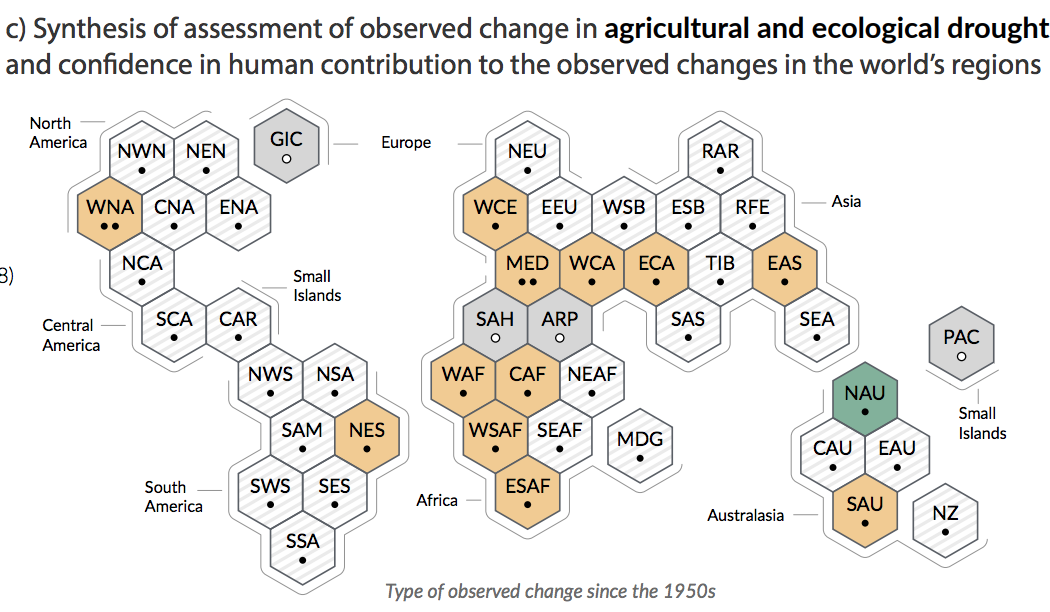 c) Synthesis of assessment of observed change in agricultural and ecological drought
and confidence in human contribution to the observed changes in the world's regions
North
America
GIC
Europe
NWN NEN
NEU
RAR
WNA CNA ENA
WCE EEU WSB ESB RFE
Asia
NCA
MED WCA ECA TIB EAS
8)
Small
Islands
SCA CAR
SAH ARP
SAS
SEA
Central
America
PAC
NWS NSA
WAF CAF NEAF
NAU
Small
Islands
SAM NES
WSAF SEAF
MDG
CAU EAU
South
America
SWS SES
Africa
ESAF
Australasia
SAU
NZ
SSA
Type of observed change since the 1950s